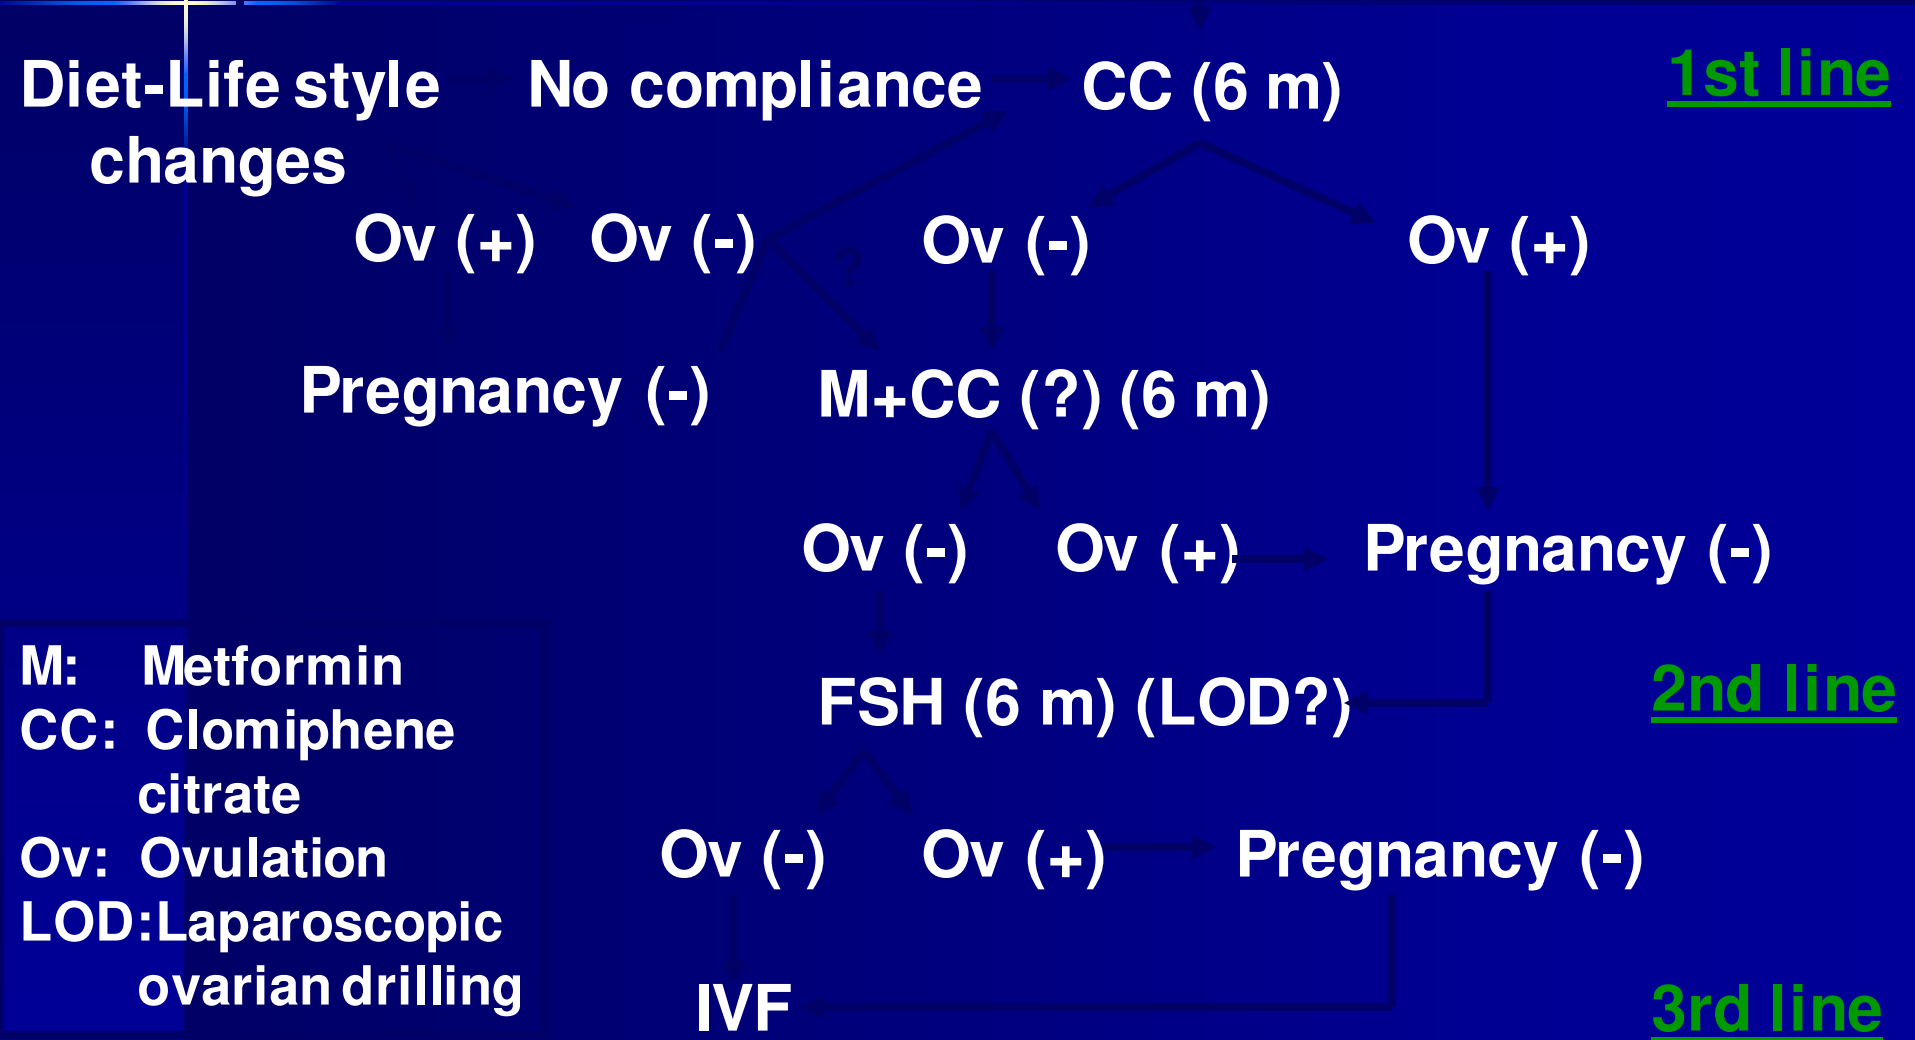 Diet-Life style No compliance CC (6 m) 1st line
changes
Ov (+) Ov (-) Ov (-) Ov (+)
?
Pregnancy (-) M+CC (?) (6 m)
Ov (-) Ov (+) Pregnancy (-)
FSH (6 m) (LOD?) 2nd line
Ov (-) Ov (+) Pregnancy (-)
IVF 3rd line
M: Metformin
CC: Clomiphene
citrate
Ov: Ovulation
LOD:Laparoscopic
ovarian drilling